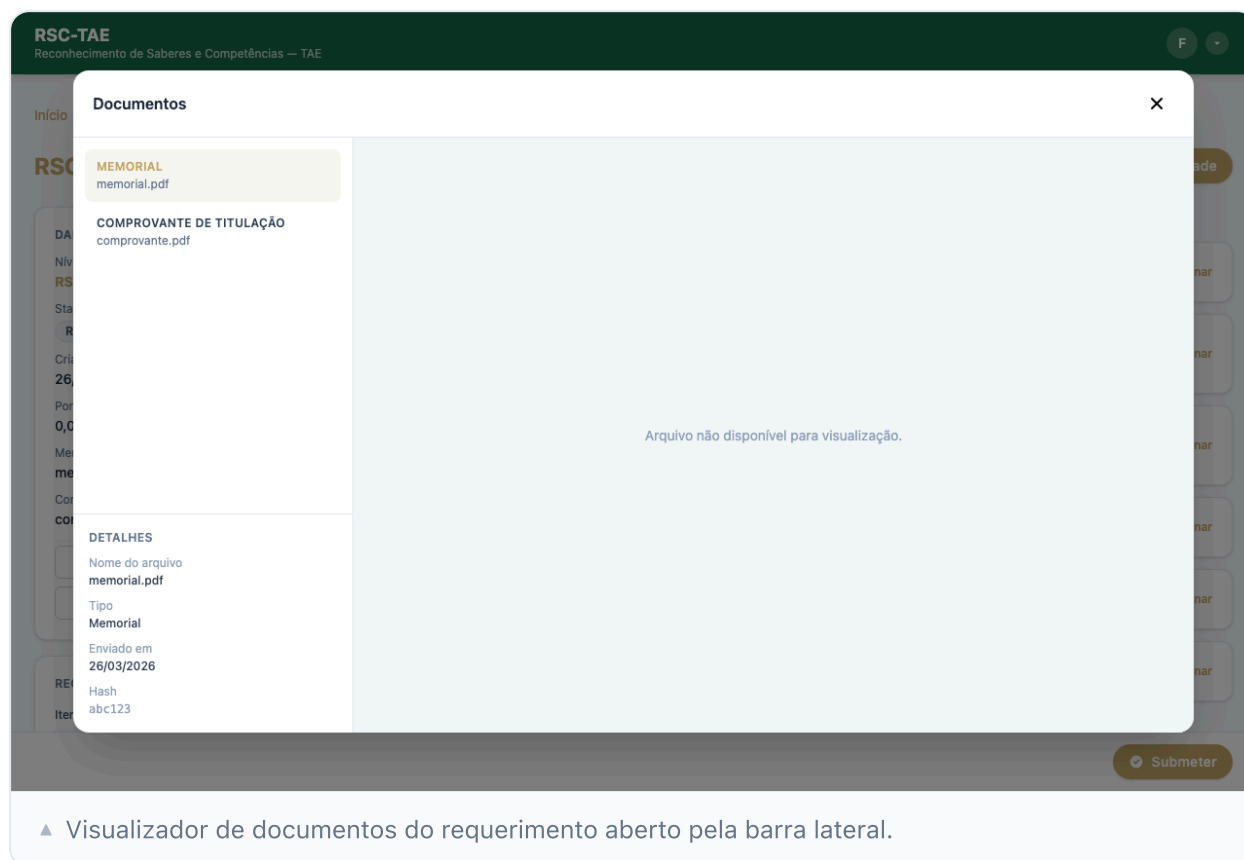 RSC-TAE
Reconhecimento de Saberes e Competências — TAE
F
Início
Documentos
MEMORIAL
memorial.pdf
COMPROVANTE DE TITULAÇÃO
comprovante.pdf
Arquivo não disponível para visualização.
DETALHES
Nome do arquivo
memorial.pdf
Tipo
Memorial
Enviado em
26/03/2026
Hash
abc123
Submeter
Visualizador de documentos do requerimento aberto pela barra lateral.